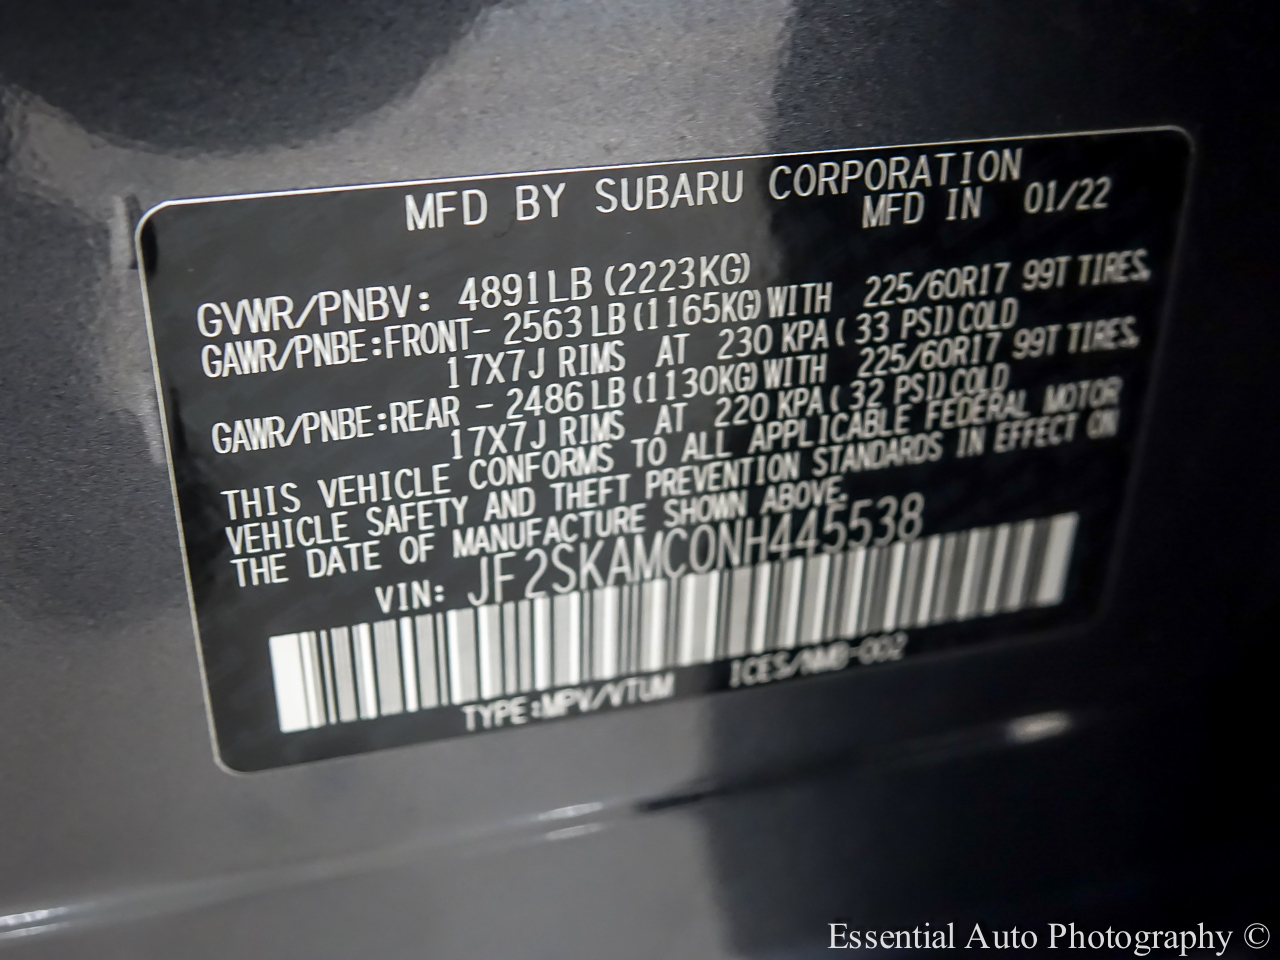 MFD BY SUBARU CORPORATION
MFD IN 01/22
GVWR/PNBV: 4891LB (2223KG)
GAWR/PNBE:FRONT- 2563LB(1165KG)WITH 225/60R17 99T TIRES,
17X7J RIMS AT 230 KPA( 33 PSI)COLD
GAWR/PNBE:REAR - 2486LB(1130KG)WITH 225/60R17 99T TIRES,
17X7J RIMS AT 220 KPA( 32 PSI)COLD
THIS VEHICLE CONFORMS TO ALL APPLICABLE FEDERAL MOTOR
VEHICLE SAFETY AND THEFT PREVENTION STANDARDS IN EFFECT ON
THE DATE OF MANUFACTURE SHOWN ABOVE.
VIN: JF2SKAMC0NH445538
TYPE:MPV/VTUM ICES/NMB-002
Essential Auto Photography ©